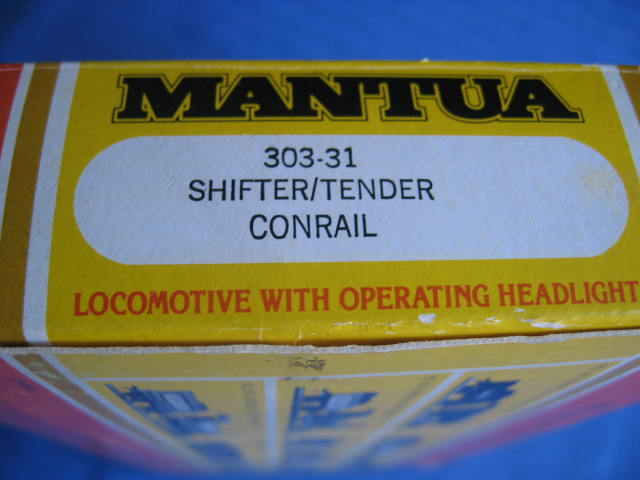 MANTUA
303-31
SHIFTER/TENDER
CONRAIL
LOCOMOTIVE WITH OPERATING HEADLIGHT